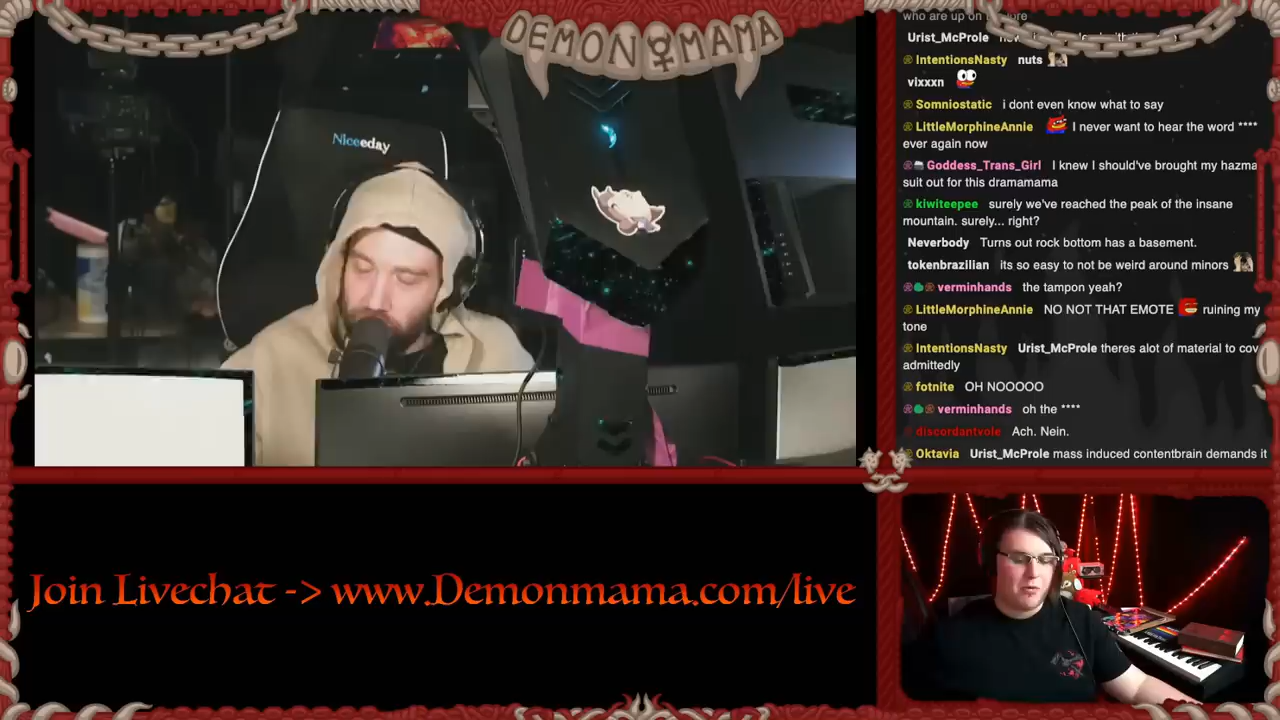 DEMON MAMA
Niceeday
who are up on
Urist_McProle
IntentionsNasty nuts
vixxxn
Somniostatic i dont even know what to say
LittleMorphineAnnie I never want to hear the word ****
ever again now
Goddess_Trans_Girl I knew I should've brought my hazma
suit out for this dramamama
kiwiteepee surely we've reached the peak of the insane
mountain. surely... right?
Neverbody Turns out rock bottom has a basement.
tokenbrazilian its so easy to not be weird around minors
verminhands the tampon yeah?
LittleMorphineAnnie NO NOT THAT EMOTE ruining my
tone
IntentionsNasty Urist_McProle theres alot of material to cov
admittedly
fotnite OH NOOOOO
verminhands oh the ****
discordantvole Ach. Nein.
Oktavia Urist_McProle mass induced contentbrain demands it
Join Livechat -> www.Demonmama.com/live